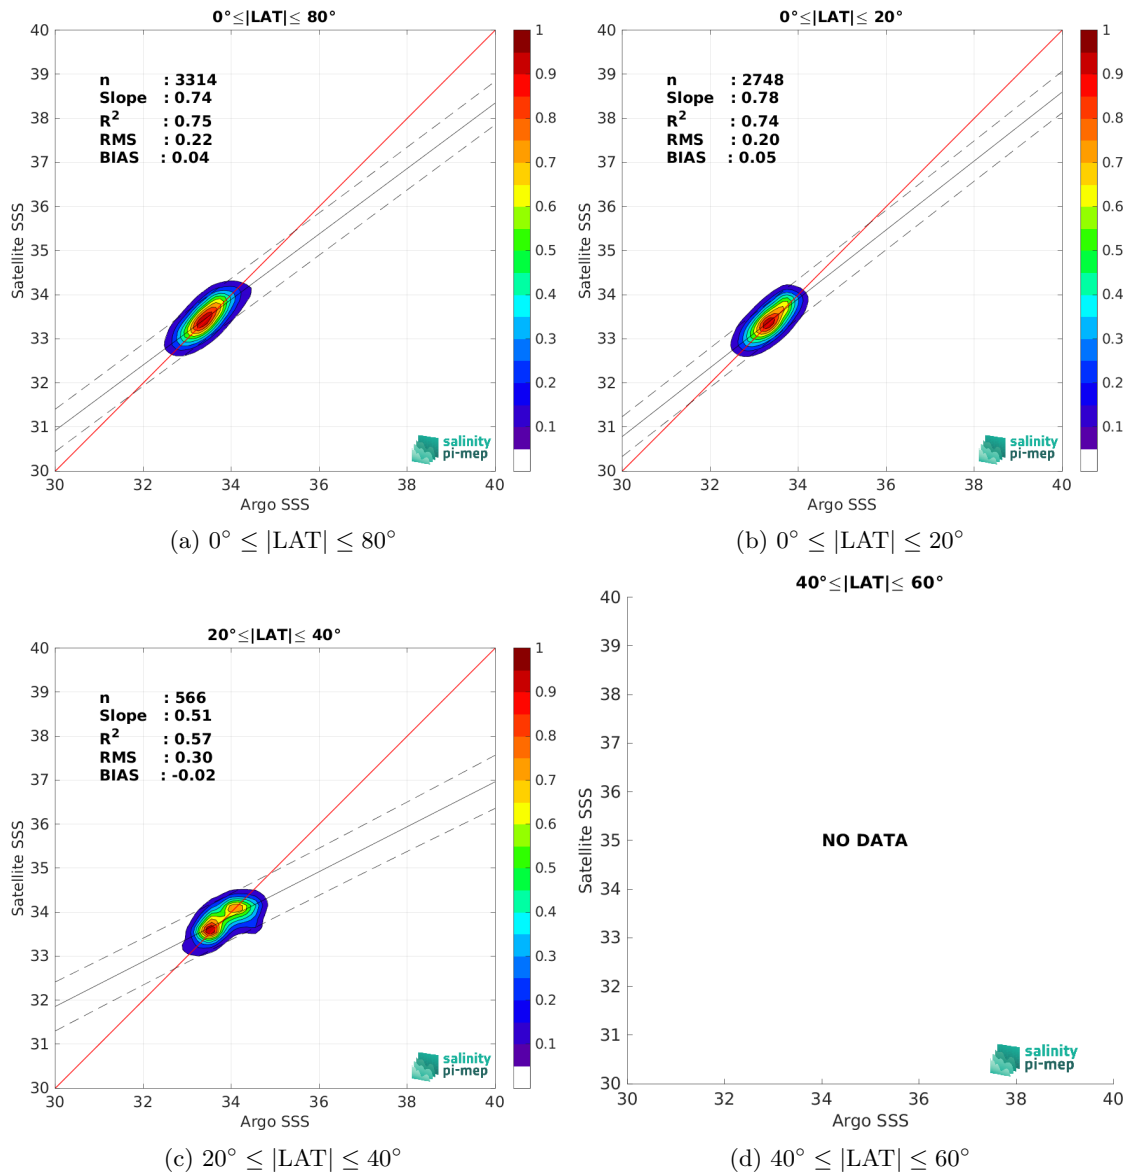 0°≤|LAT|≤ 80°
40
39
38
37
36
35
34
33
32
31
30
Satellite SSS
n : 3314
Slope : 0.74
R² : 0.75
RMS : 0.22
BIAS : 0.04
salinity
pi-mep
30 32 34 36 38 40
Argo SSS
1
0.9
0.8
0.7
0.6
0.5
0.4
0.3
0.2
0.1
(a) 0° ≤ |LAT| ≤ 80°
0°≤|LAT|≤ 20°
40
39
38
37
36
35
34
33
32
31
30
Satellite SSS
n : 2748
Slope : 0.78
R² : 0.74
RMS : 0.20
BIAS : 0.05
salinity
pi-mep
30 32 34 36 38 40
Argo SSS
1
0.9
0.8
0.7
0.6
0.5
0.4
0.3
0.2
0.1
(b) 0° ≤ |LAT| ≤ 20°
20°≤|LAT|≤ 40°
40
39
38
37
36
35
34
33
32
31
30
Satellite SSS
n : 566
Slope : 0.51
R² : 0.57
RMS : 0.30
BIAS : -0.02
salinity
pi-mep
30 32 34 36 38 40
Argo SSS
1
0.9
0.8
0.7
0.6
0.5
0.4
0.3
0.2
0.1
(c) 20° ≤ |LAT| ≤ 40°
40°≤|LAT|≤ 60°
40
39
38
37
36
35
34
33
32
31
30
Satellite SSS
NO DATA
salinity
pi-mep
30 32 34 36 38 40
Argo SSS
(d) 40° ≤ |LAT| ≤ 60°